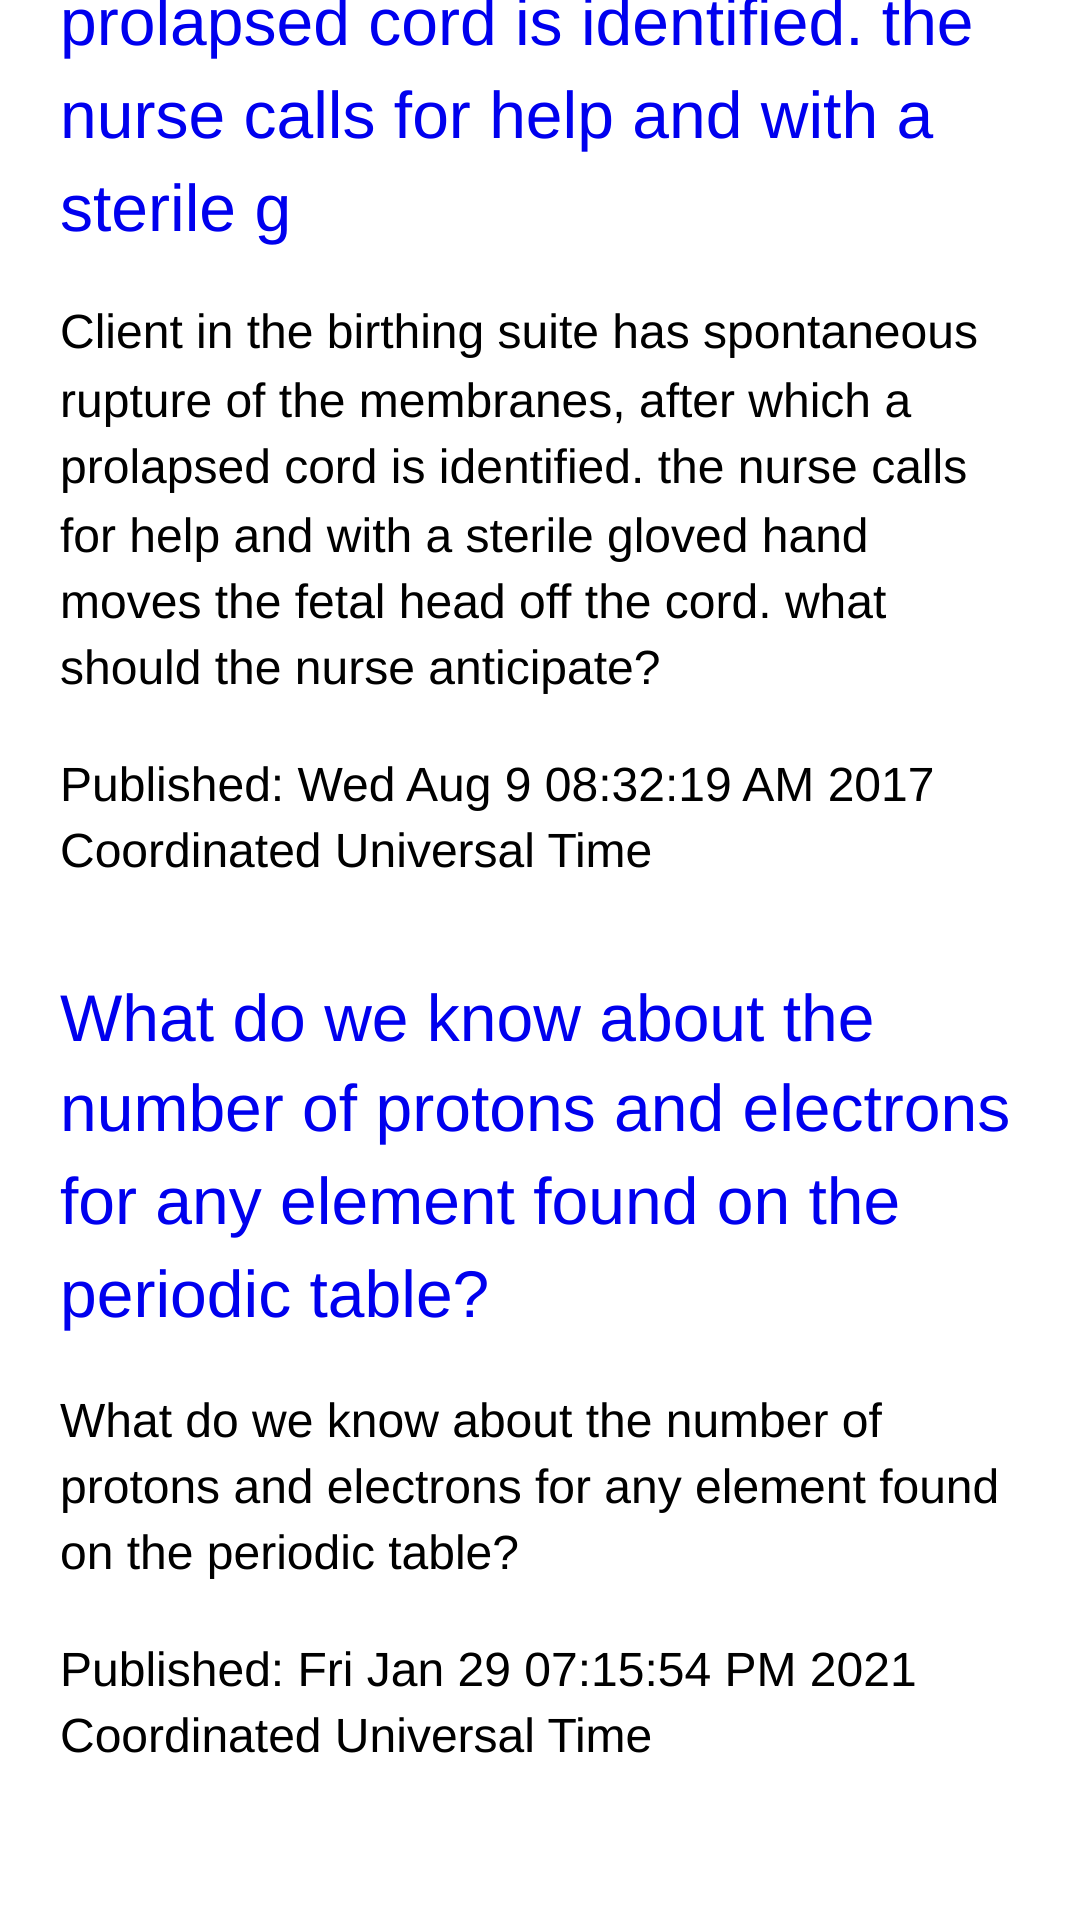 prolapsed cord is identified. the
nurse calls for help and with a
sterile g
Client in the birthing suite has spontaneous
rupture of the membranes, after which a
prolapsed cord is identified. the nurse calls
for help and with a sterile gloved hand
moves the fetal head off the cord. what
should the nurse anticipate?
Published: Wed Aug 9 08:32:19 AM 2017
Coordinated Universal Time
What do we know about the
number of protons and electrons
for any element found on the
periodic table?
What do we know about the number of
protons and electrons for any element found
on the periodic table?
Published: Fri Jan 29 07:15:54 PM 2021
Coordinated Universal Time